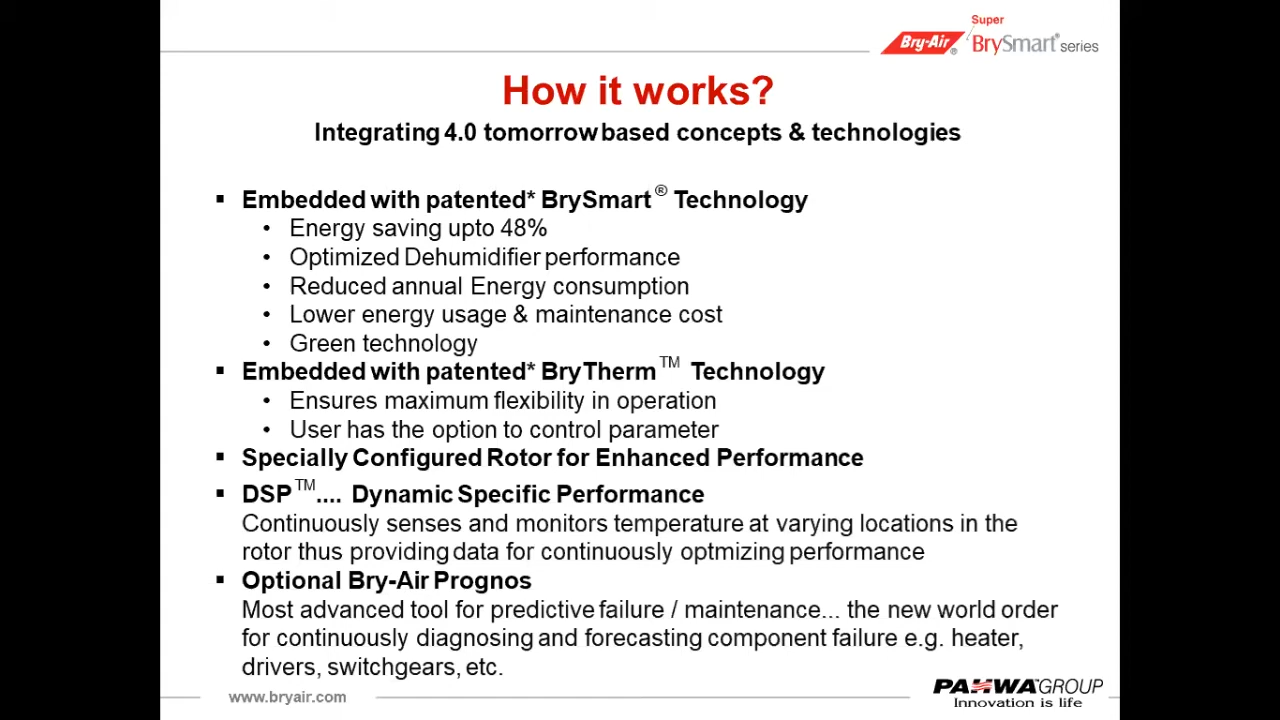 Super
Bry-Air® BrySmart® series
How it works?
Integrating 4.0 tomorrow based concepts & technologies
▪ Embedded with patented* BrySmart® Technology
• Energy saving upto 48%
• Optimized Dehumidifier performance
• Reduced annual Energy consumption
• Lower energy usage & maintenance cost
• Green technology
▪ Embedded with patented* BryTherm™ Technology
• Ensures maximum flexibility in operation
• User has the option to control parameter
▪ Specially Configured Rotor for Enhanced Performance
▪ DSP™.... Dynamic Specific Performance
Continuously senses and monitors temperature at varying locations in the
rotor thus providing data for continuously optmizing performance
▪ Optional Bry-Air Prognos
Most advanced tool for predictive failure / maintenance... the new world order
for continuously diagnosing and forecasting component failure e.g. heater,
drivers, switchgears, etc.
www.bryair.com
PAHWA GROUP
Innovation is life